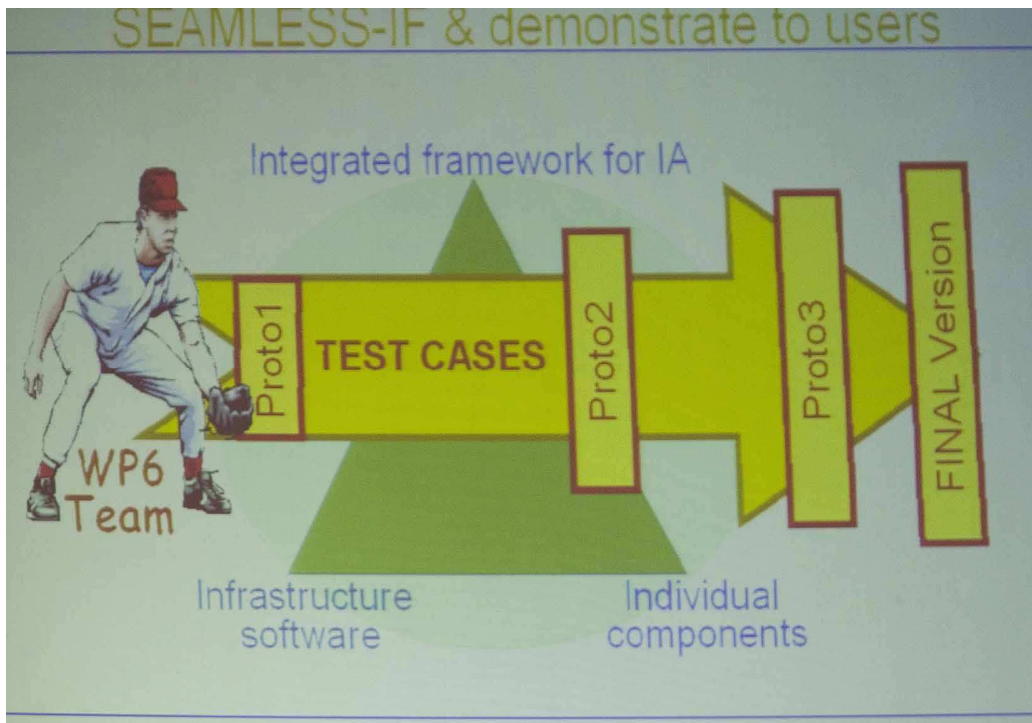 SEAMLESS-IF & demonstrate to users
Integrated framework for IA
Proto1
TEST CASES
Proto2
Proto3
FINAL Version
WP6
Team
Infrastructure
software
Individual
components